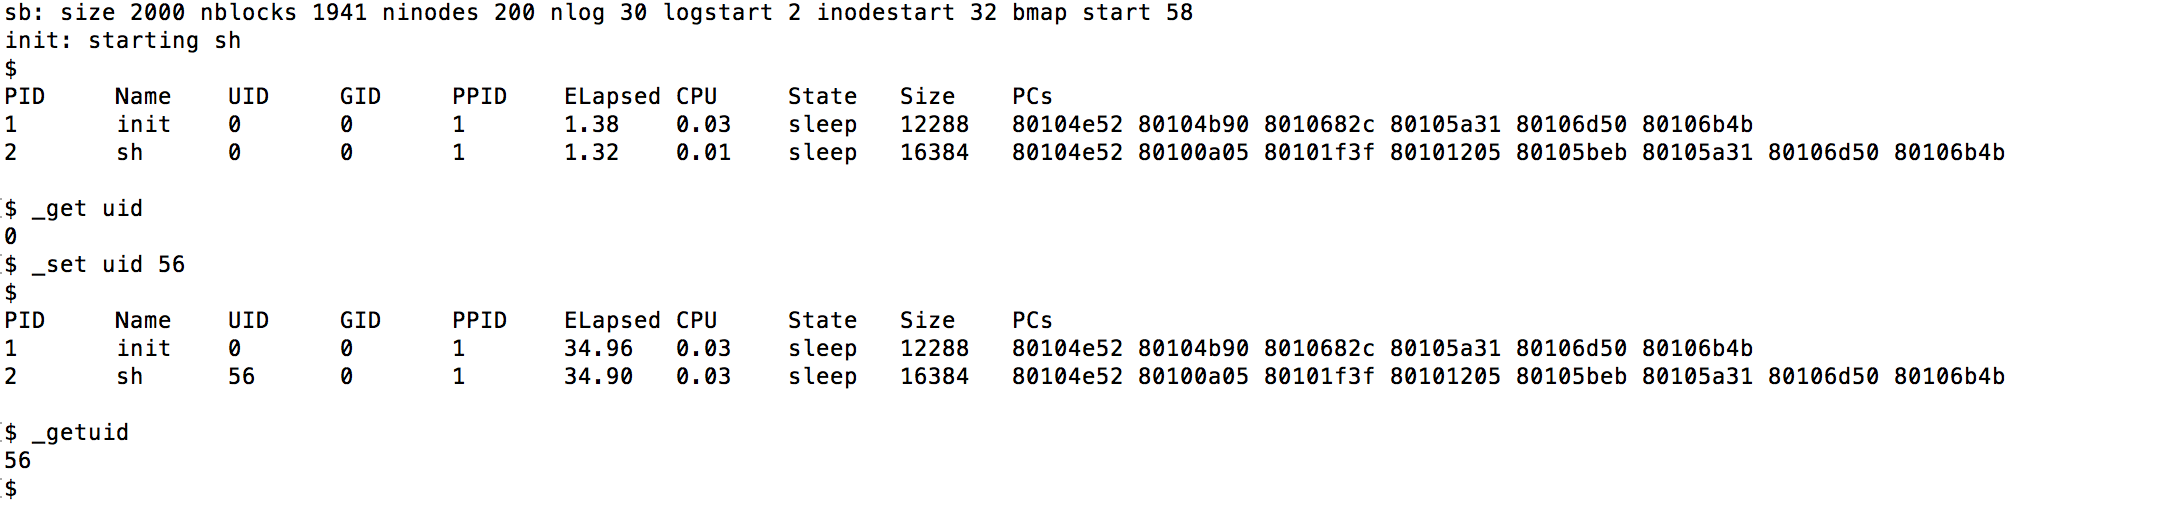 sb: size 2000 nblocks 1941 ninodes 200 nlog 30 logstart 2 inodestart 32 bmap start 58
init: starting sh
$
PID Name UID GID PPID ELapsed CPU State Size PCs
1 init 0 0 1 1.38 0.03 sleep 12288 80104e52 80104b90 8010682c 80105a31 80106d50 80106b4b
2 sh 0 0 1 1.32 0.01 sleep 16384 80104e52 80100a05 80101f3f 80101205 80105beb 80105a31 80106d50 80106b4b
$ _get uid
0
$ _set uid 56
$
PID Name UID GID PPID ELapsed CPU State Size PCs
1 init 0 0 1 34.96 0.03 sleep 12288 80104e52 80104b90 8010682c 80105a31 80106d50 80106b4b
2 sh 56 0 1 34.90 0.03 sleep 16384 80104e52 80100a05 80101f3f 80101205 80105beb 80105a31 80106d50 80106b4b
$ _getuid
56
$